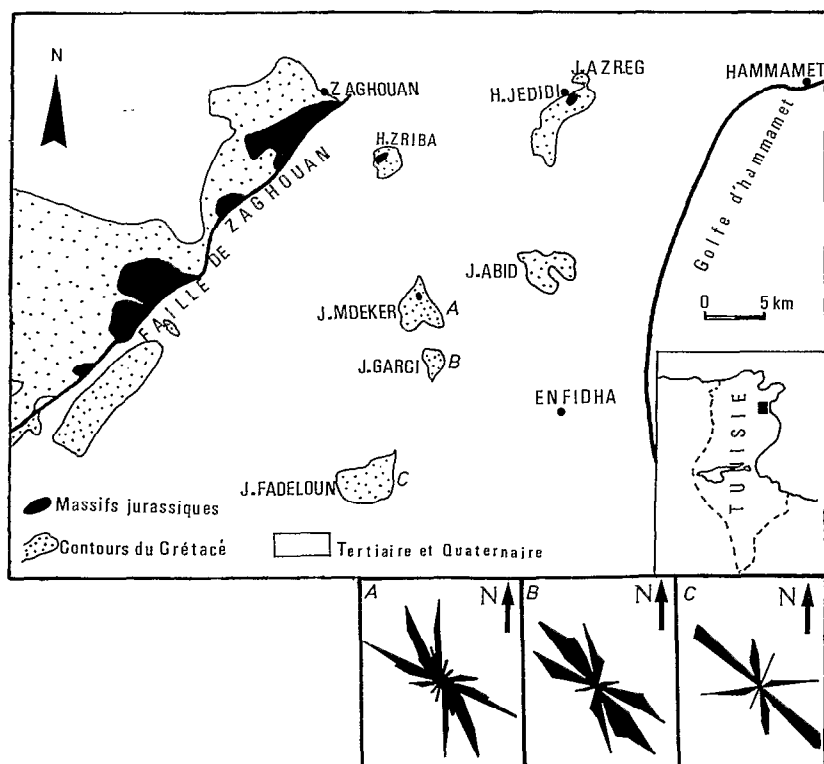 N
ZAGHOUAN
J.AZREG
HAMMAMET
H.JEDIDI
H.ZRIBA
FAILLE DE ZAGHOUAN
Golfe d'hammamet
J.ABID
0 5 km
J.MDEKER
A
J.GARCI
B
ENFIDHA
TUNISIE
J.FADELOUN
C
Massifs jurassiques
Contours du Crétacé
Tertiaire et Quaternaire
A
N
B
N
C
N